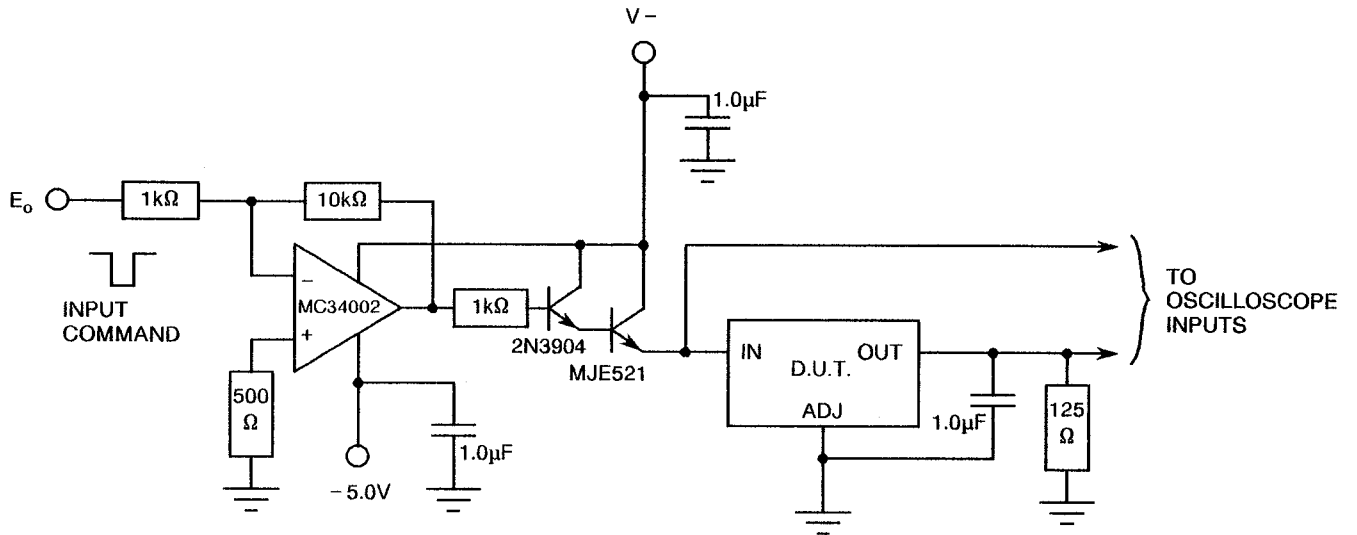 V-
1.0µF
E₀
1kΩ
10kΩ
INPUT
COMMAND
−
MC34002
+
500
Ω
1kΩ
2N3904
MJE521
-5.0V
1.0µF
IN
OUT
D.U.T.
ADJ
1.0µF
125
Ω
TO
OSCILLOSCOPE
INPUTS